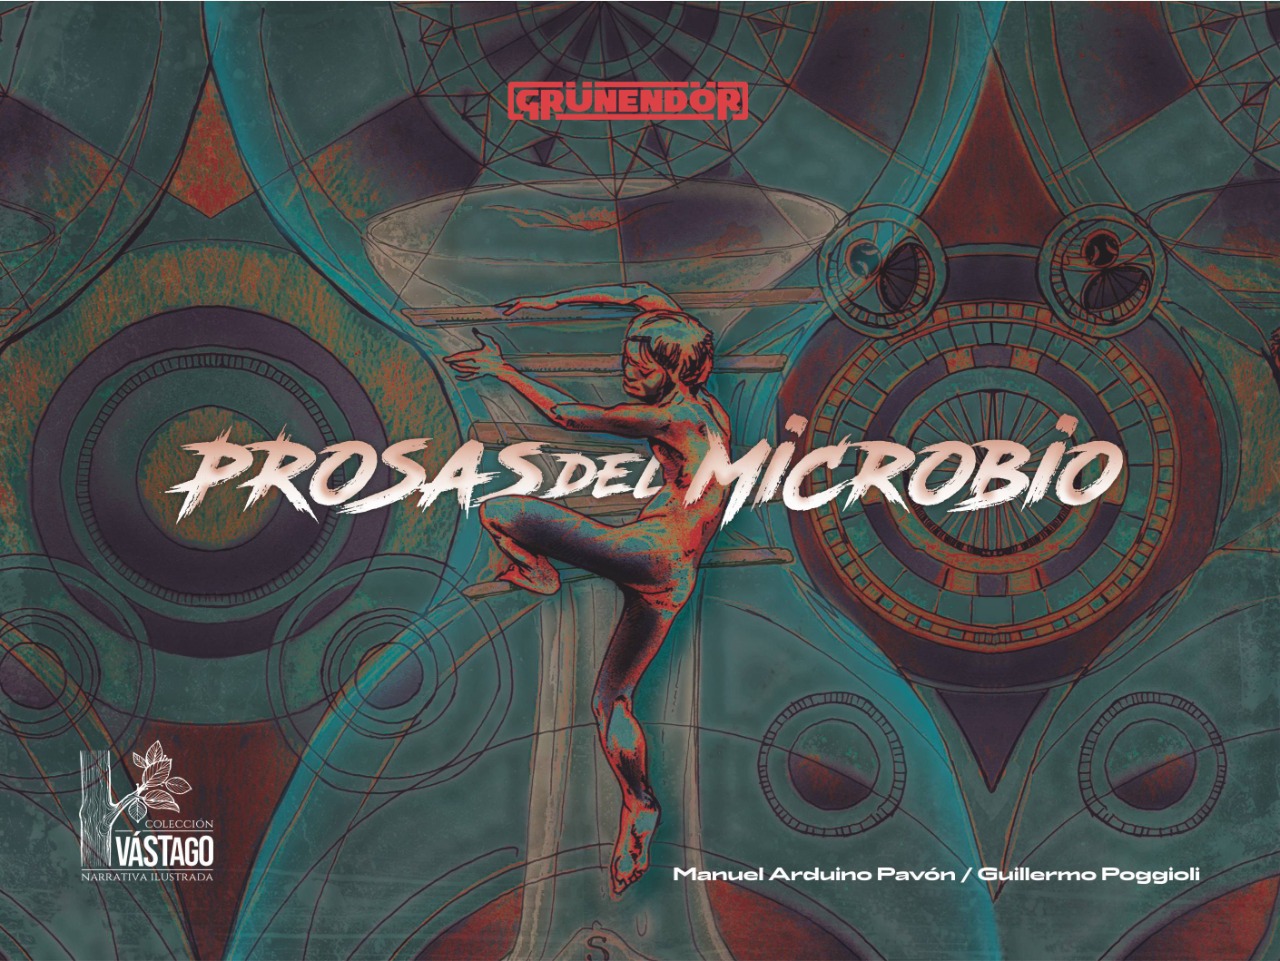 GRÜNENDÖR
PROSAS DEL MICROBIO
COLECCIÓN
VÁSTAGO
NARRATIVA ILUSTRADA
Manuel Arduino Pavón / Guillermo Poggioli
S